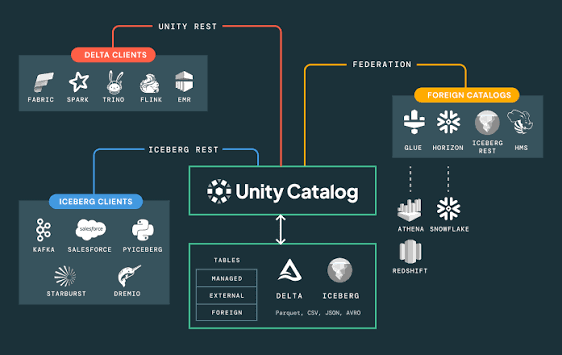 UNITY REST
DELTA CLIENTS
FABRIC SPARK TRINO FLINK EMR
FEDERATION
FOREIGN CATALOGS
GLUE HORIZON ICEBERG REST HMS
ATHENA SNOWFLAKE
REDSHIFT
ICEBERG REST
ICEBERG CLIENTS
salesforce
KAFKA SALESFORCE PYICEBERG
STARBURST DREMIO
Unity Catalog
TABLES
MANAGED
EXTERNAL
FOREIGN
DELTA ICEBERG
Parquet, CSV, JSON, AVRO